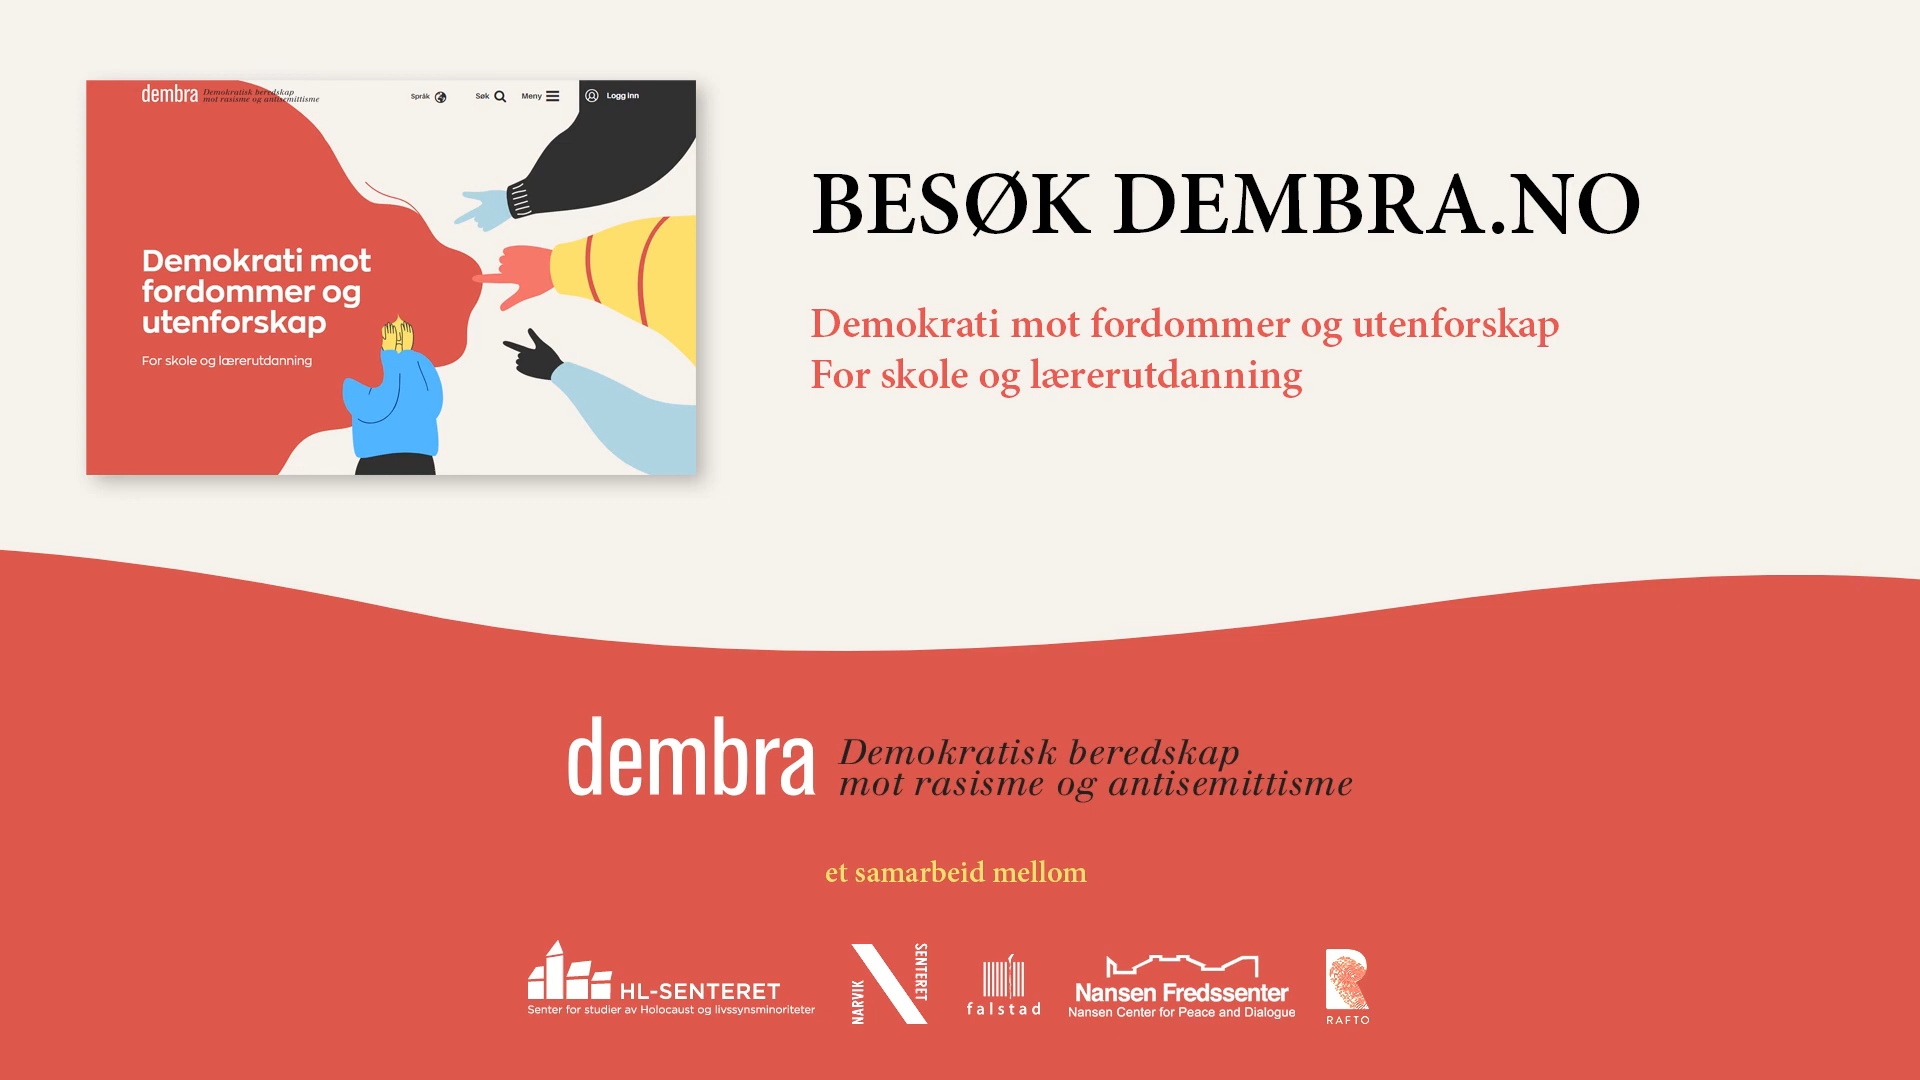 dembra Demokratisk beredskap
mot rasisme og antisemittisme
Språk
Søk
Meny
Logg inn
Demokrati mot
fordommer og
utenforskap
For skole og lærerutdanning
BESØK DEMBRA.NO
Demokrati mot fordommer og utenforskap
For skole og lærerutdanning
dembra Demokratisk beredskap
mot rasisme og antisemittisme
et samarbeid mellom
HL-SENTERET
Senter for studier av Holocaust og livssynsminoriteter
NARVIK
SENTERET
falstad
Nansen Fredssenter
Nansen Center for Peace and Dialogue
RAFTO